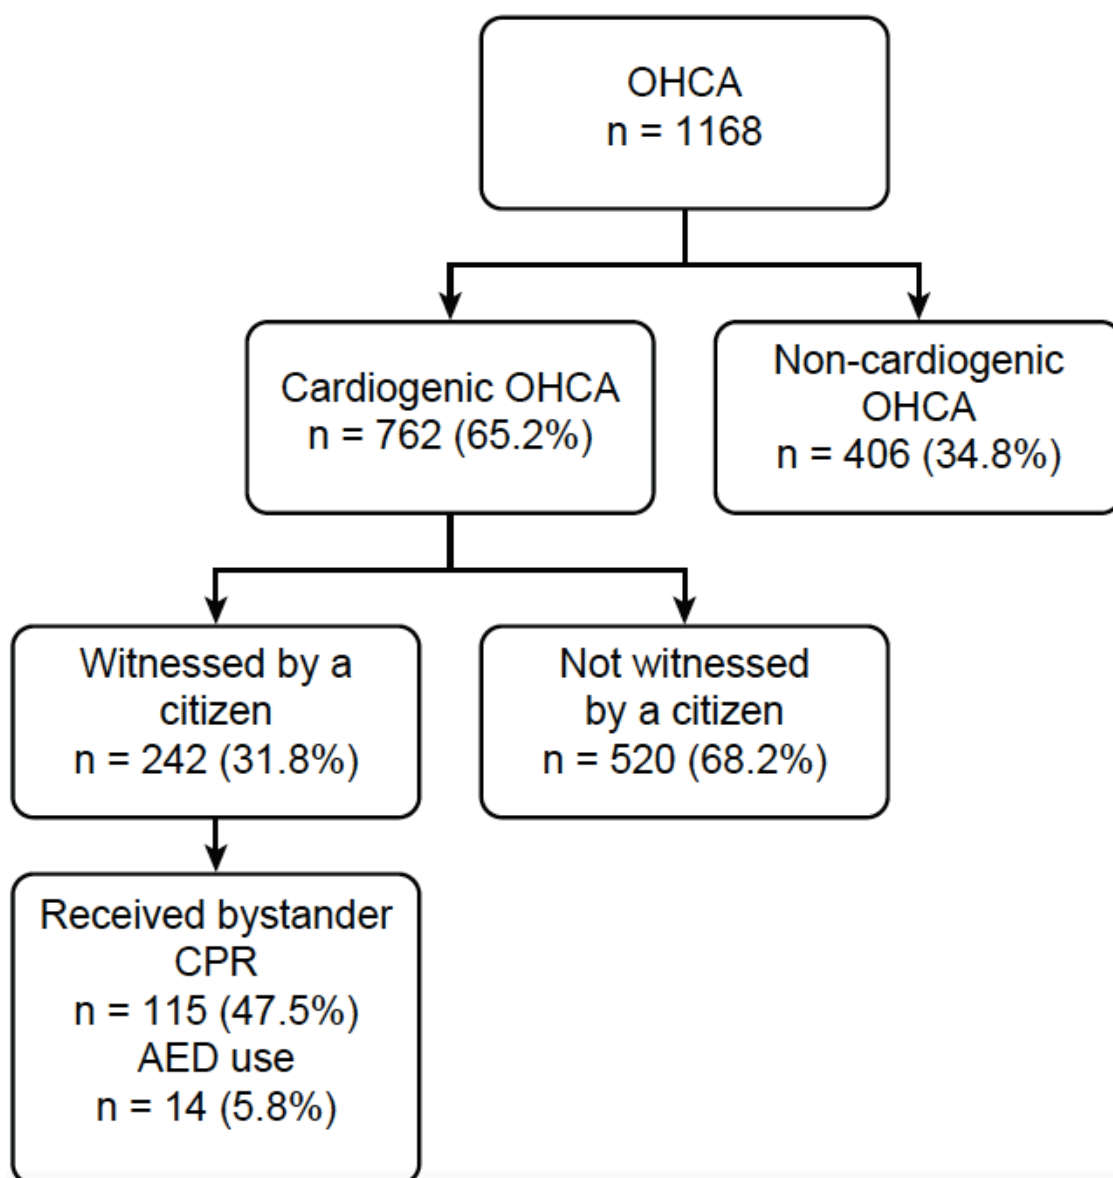 OHCA
n = 1168
Cardiogenic OHCA
n = 762 (65.2%)
Non-cardiogenic
OHCA
n = 406 (34.8%)
Witnessed by a
citizen
n = 242 (31.8%)
Not witnessed
by a citizen
n = 520 (68.2%)
Received bystander
CPR
n = 115 (47.5%)
AED use
n = 14 (5.8%)